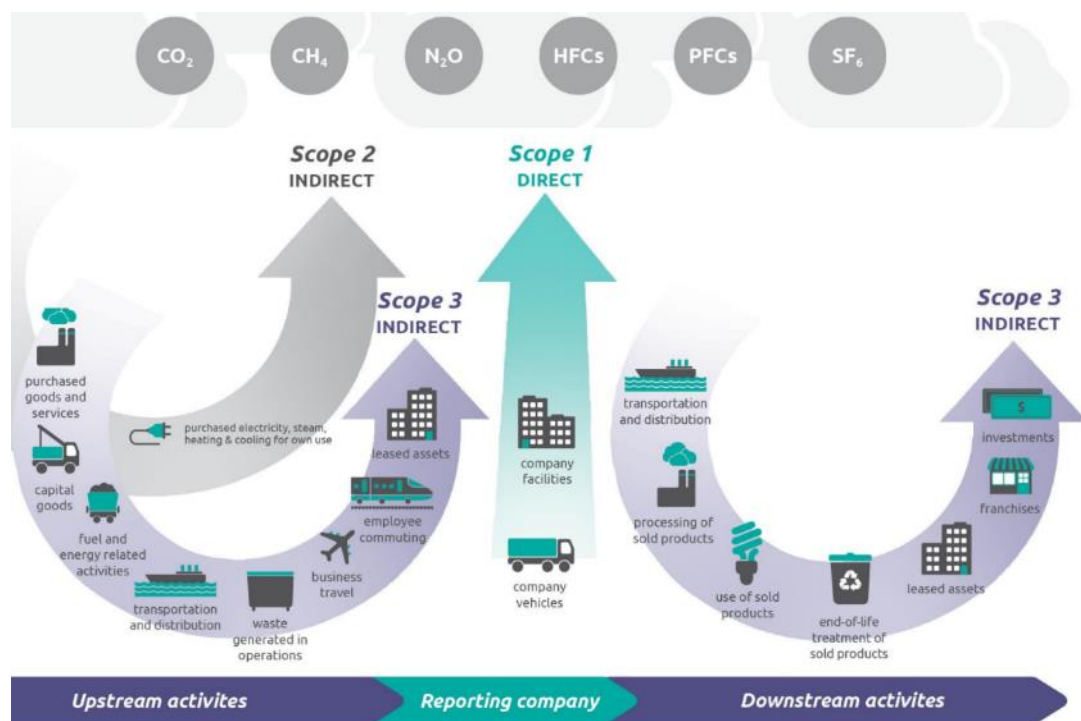 CO₂
CH₄
N₂O
HFCs
PFCs
SF₆
Scope 2
INDIRECT
Scope 1
DIRECT
Scope 3
INDIRECT
Scope 3
INDIRECT
purchased
goods and
services
capital
goods
fuel and
energy related
activities
transportation
and distribution
waste
generated in
operations
business
travel
employee
commuting
leased assets
purchased electricity, steam,
heating & cooling for own use
company
facilities
company
vehicles
transportation
and distribution
processing of
sold products
use of sold
products
end-of-life
treatment of
sold products
leased assets
franchises
investments
$
Upstream activites
Reporting company
Downstream activites